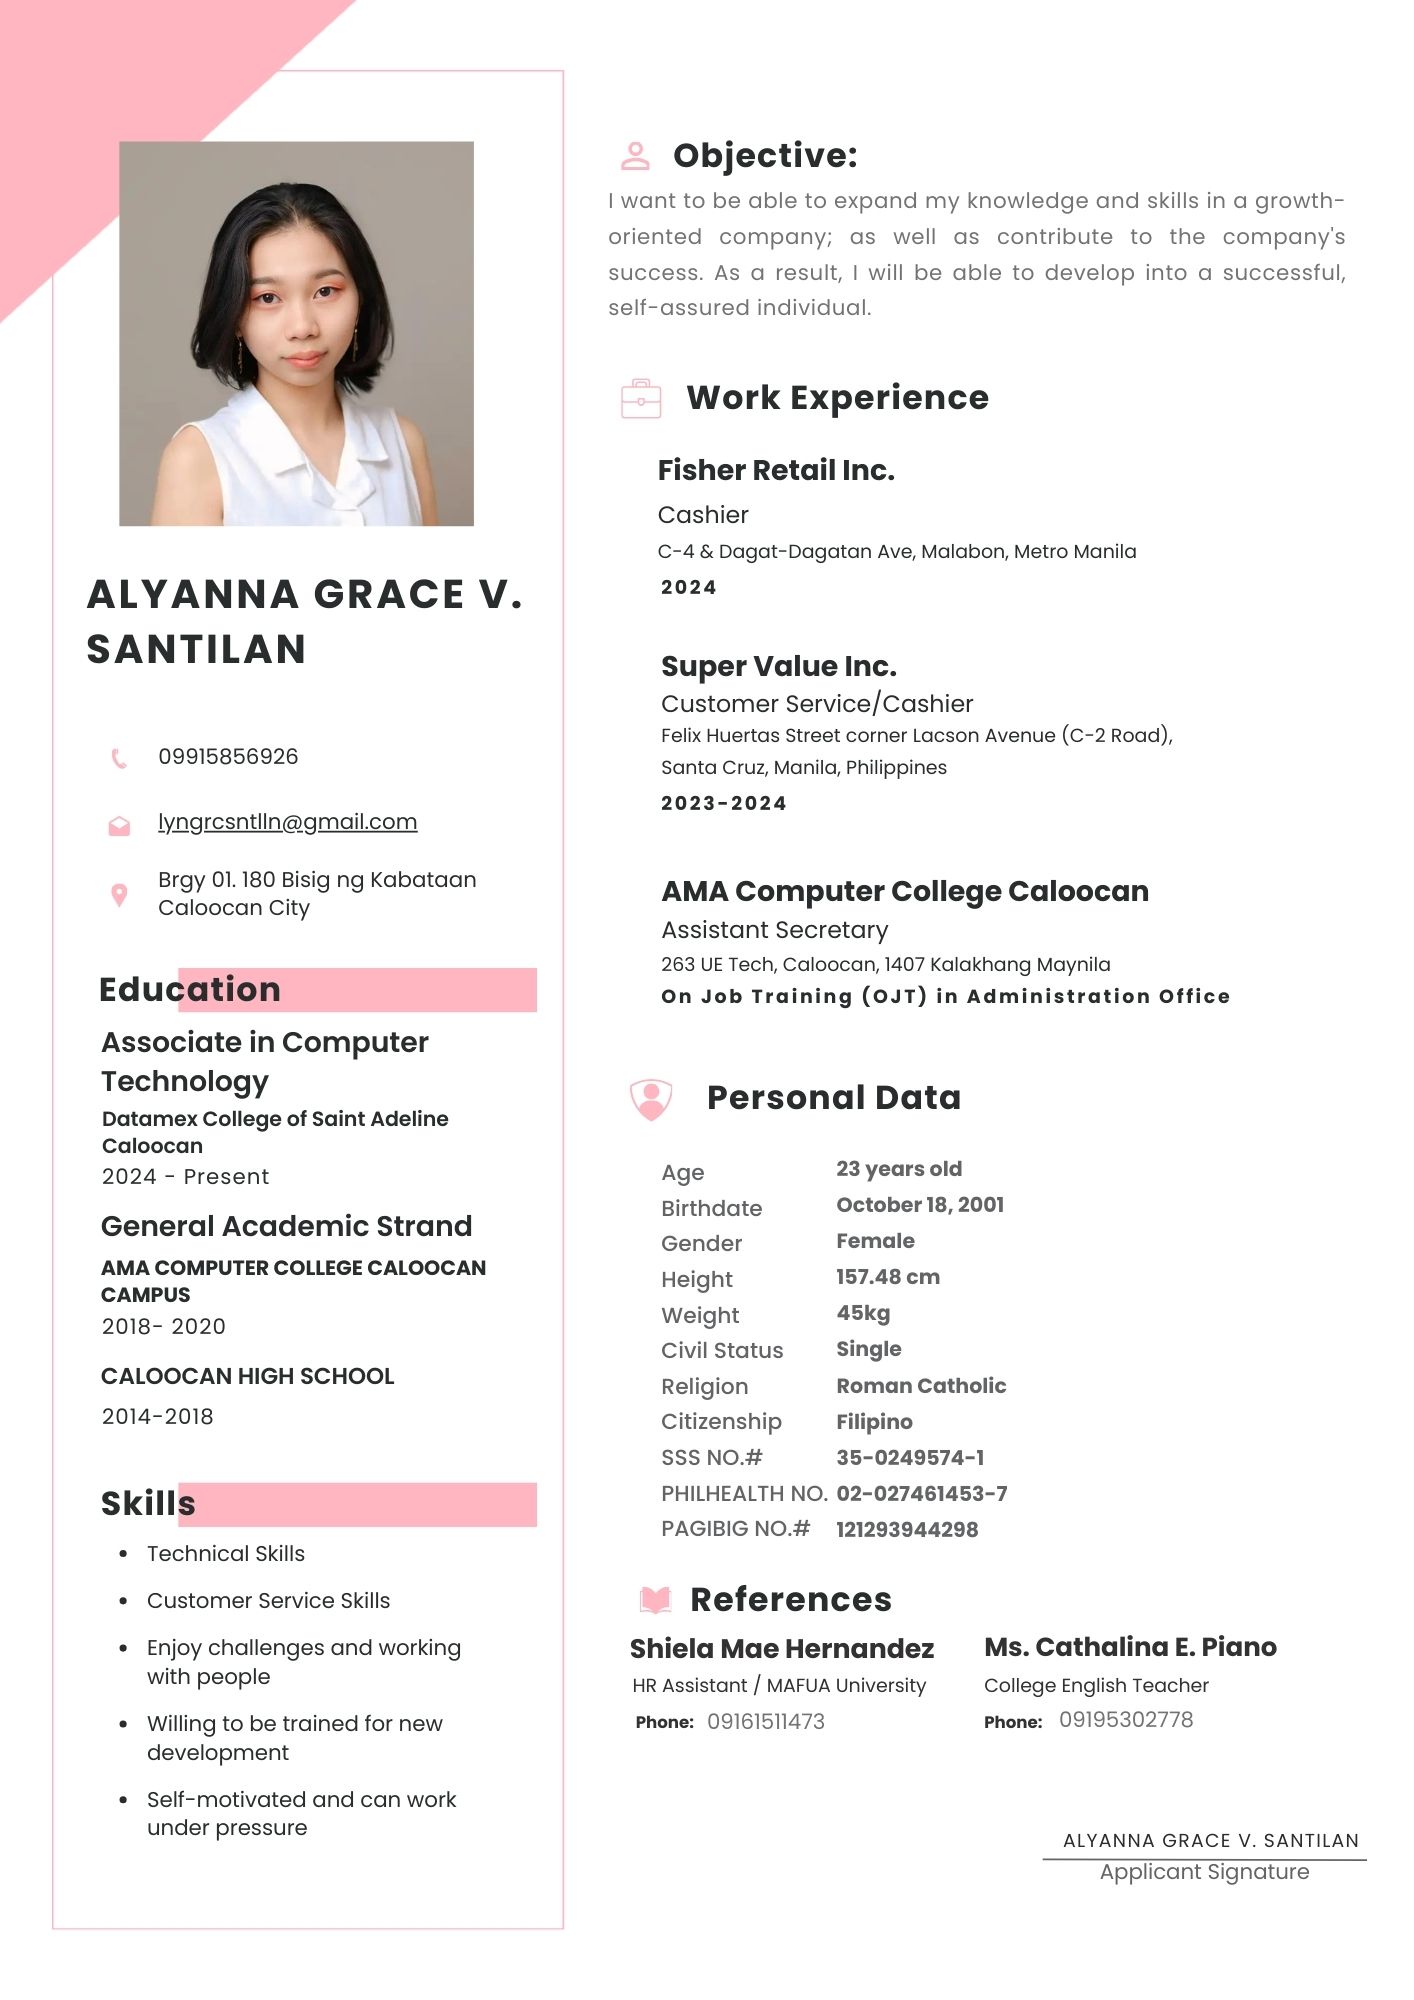 ALYANNA GRACE V.
SANTILAN
09915856926
lyngrcsntlln@gmail.com
Brgy 01. 180 Bisig ng Kabataan
Caloocan City
Education
Associate in Computer
Technology
Datamex College of Saint Adeline
Caloocan
2024 - Present
General Academic Strand
AMA COMPUTER COLLEGE CALOOCAN
CAMPUS
2018- 2020
CALOOCAN HIGH SCHOOL
2014-2018
Skills
• Technical Skills
• Customer Service Skills
• Enjoy challenges and working
with people
• Willing to be trained for new
development
• Self-motivated and can work
under pressure
Objective:
I want to be able to expand my knowledge and skills in a growth-
oriented company; as well as contribute to the company's
success. As a result, I will be able to develop into a successful,
self-assured individual.
Work Experience
Fisher Retail Inc.
Cashier
C-4 & Dagat-Dagatan Ave, Malabon, Metro Manila
2024
Super Value Inc.
Customer Service/Cashier
Felix Huertas Street corner Lacson Avenue (C-2 Road),
Santa Cruz, Manila, Philippines
2023-2024
AMA Computer College Caloocan
Assistant Secretary
263 UE Tech, Caloocan, 1407 Kalakhang Maynila
On Job Training (OJT) in Administration Office
Personal Data
Age 23 years old
Birthdate October 18, 2001
Gender Female
Height 157.48 cm
Weight 45kg
Civil Status Single
Religion Roman Catholic
Citizenship Filipino
SSS NO.# 35-0249574-1
PHILHEALTH NO. 02-027461453-7
PAGIBIG NO.# 121293944298
References
Shiela Mae Hernandez
HR Assistant / MAFUA University
Phone: 09161511473
Ms. Cathalina E. Piano
College English Teacher
Phone: 09195302778
ALYANNA GRACE V. SANTILAN
Applicant Signature